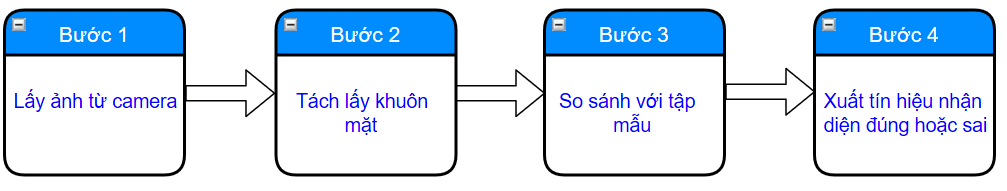 Bước 1
Lấy ảnh từ camera
Bước 2
Tách lấy khuôn
mặt
Bước 3
So sánh với tập
mẫu
Bước 4
Xuất tín hiệu nhận
diện đúng hoặc sai